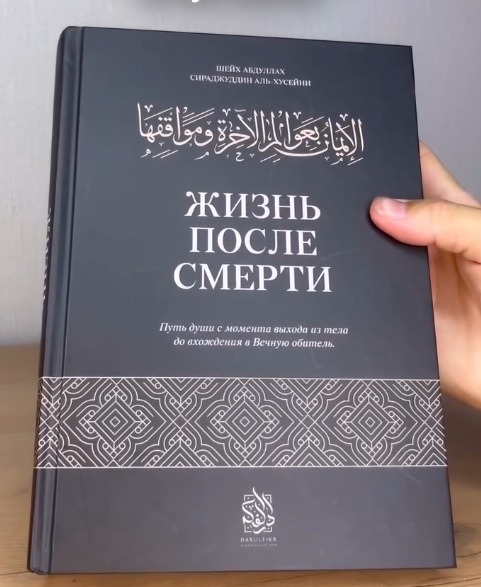 ШЕЙХ АБДУЛЛАХ
СИРАДЖУДДИН АЛЬ-ХУСЕЙНИ
الإيمان بعوالم الآخرة ومواقفها
ЖИЗНЬ
ПОСЛЕ
СМЕРТИ
Путь души с момента выхода из тела
до вхождения в Вечную обитель.
DARULFIKR